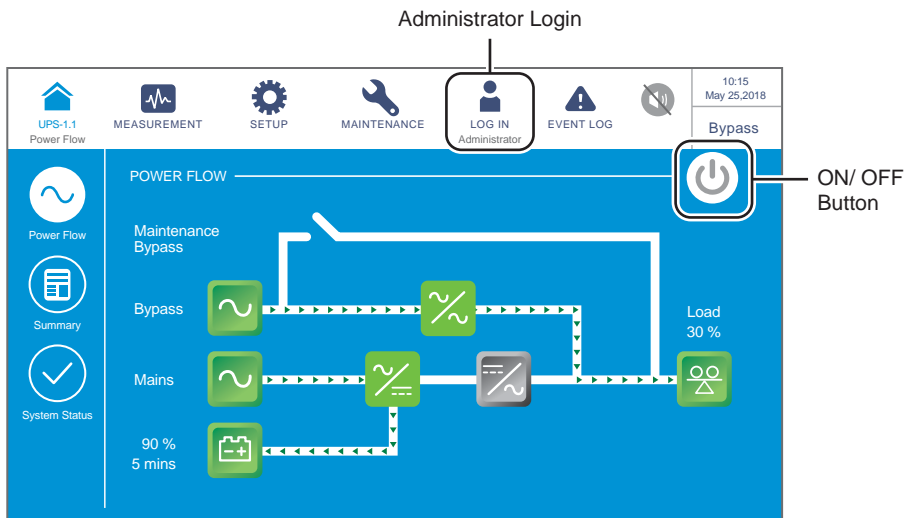 Administrator Login
UPS-1.1
Power Flow
MEASUREMENT
SETUP
MAINTENANCE
LOG IN
Administrator
EVENT LOG
10:15
May 25,2018
Bypass
ON/ OFF
Button
Power Flow
Summary
System Status
POWER FLOW
Maintenance
Bypass
Bypass
Load
30 %
Mains
90 %
5 mins